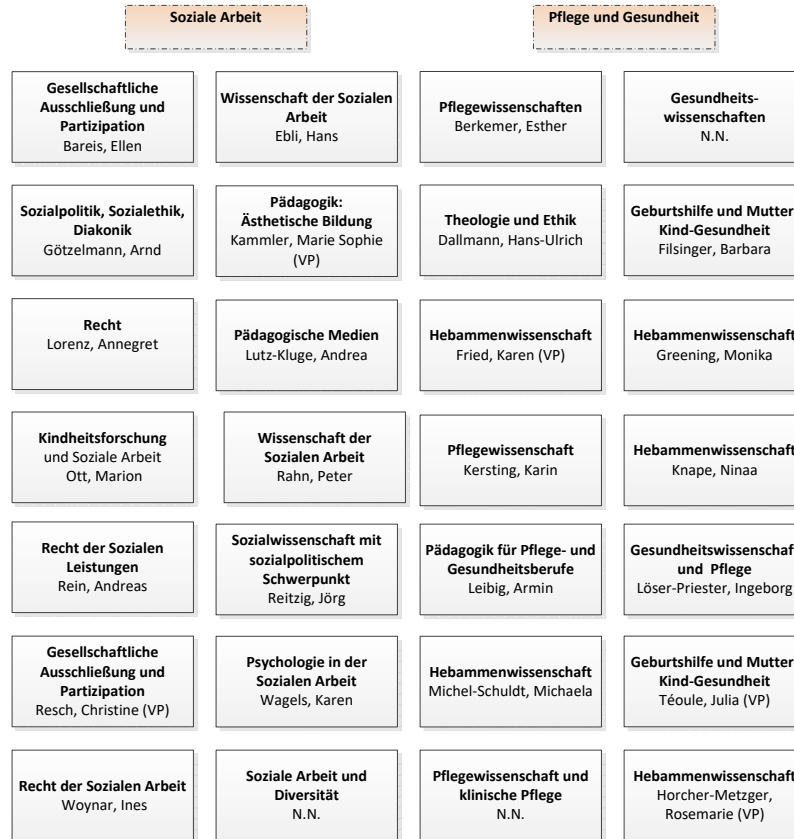 Soziale Arbeit
Pflege und Gesundheit
Gesellschaftliche
Ausschließung und
Partizipation
Bareis, Ellen
Wissenschaft der Sozialen
Arbeit
Ebli, Hans
Pflegewissenschaften
Berkemer, Esther
Gesundheits-
wissenschaften
N.N.
Sozialpolitik, Sozialethik,
Diakonik
Götzelmann, Arnd
Pädagogik:
Ästhetische Bildung
Kammler, Marie Sophie
(VP)
Theologie und Ethik
Dallmann, Hans-Ulrich
Geburtshilfe und Mutter
Kind-Gesundheit
Filsinger, Barbara
Recht
Lorenz, Annegret
Pädagogische Medien
Lutz-Kluge, Andrea
Hebammenwissenschaft
Fried, Karen (VP)
Hebammenwissenschaft
Greening, Monika
Kindheitsforschung
und Soziale Arbeit
Ott, Marion
Wissenschaft der
Sozialen Arbeit
Rahn, Peter
Pflegewissenschaft
Kersting, Karin
Hebammenwissenschaft
Knape, Ninaa
Recht der Sozialen
Leistungen
Rein, Andreas
Sozialwissenschaft mit
sozialpolitischem
Schwerpunkt
Reitzig, Jörg
Pädagogik für Pflege- und
Gesundheitsberufe
Leibig, Armin
Gesundheitswissenschaf
und Pflege
Löser-Priester, Ingeborg
Gesellschaftliche
Ausschließung und
Partizipation
Resch, Christine (VP)
Psychologie in der
Sozialen Arbeit
Wagels, Karen
Hebammenwissenschaft
Michel-Schuldt, Michaela
Geburtshilfe und Mutter
Kind-Gesundheit
Téoule, Julia (VP)
Recht der Sozialen Arbeit
Woynar, Ines
Soziale Arbeit und
Diversität
N.N.
Pflegewissenschaft und
klinische Pflege
N.N.
Hebammenwissenschaft
Horcher-Metzger,
Rosemarie (VP)